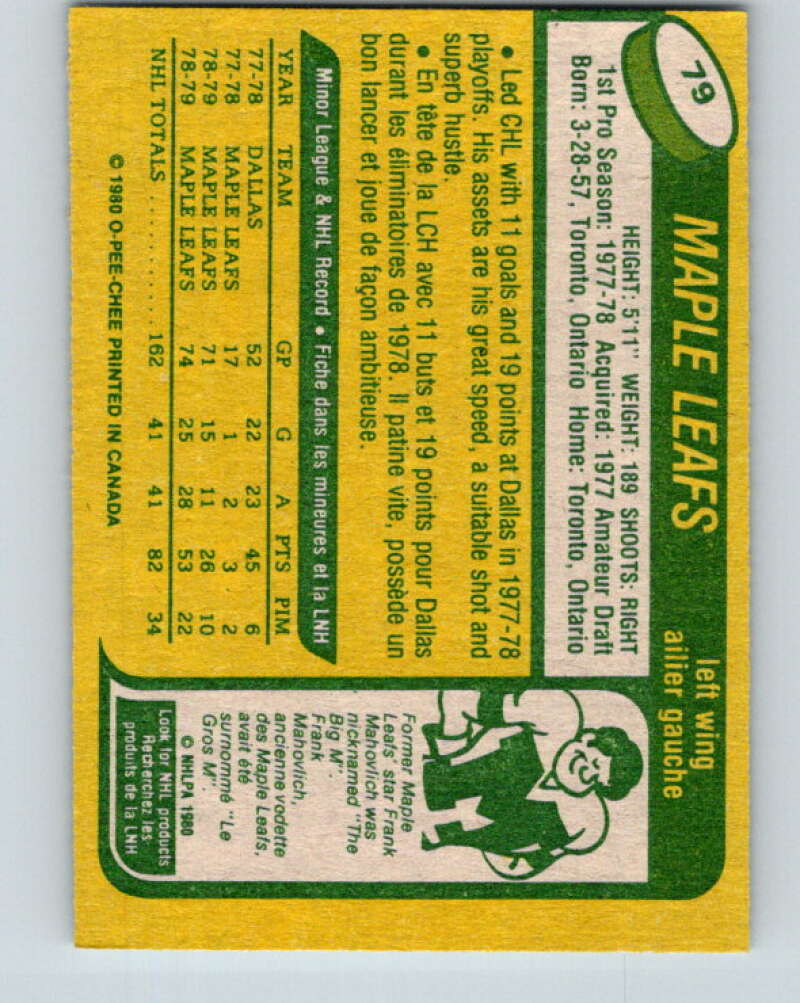 79
MAPLE LEAFS
left wing
ailier gauche
HEIGHT: 5'11" WEIGHT: 189 SHOOTS: RIGHT
1st Pro Season: 1977-78 Acquired: 1977 Amateur Draft
Born: 3-28-57, Toronto, Ontario Home: Toronto, Ontario
• Led CHL with 11 goals and 19 points at Dallas in 1977-78
playoffs. His assets are his great speed, a suitable shot and
superb hustle.
• En tête de la LCH avec 11 buts et 19 points pour Dallas
durant les éliminatoires de 1978. Il patine vite, possède un
bon lancer et joue de façon ambitieuse.
Minor League & NHL Record • Fiche dans les mineures et la LNH
YEAR TEAM GP G A PTS PIM
77-78 DALLAS 52 22 23 45 6
77-78 MAPLE LEAFS 17 1 2 3 2
78-79 MAPLE LEAFS 71 15 11 26 10
78-79 MAPLE LEAFS 74 25 28 53 22
NHL TOTALS .......... 162 41 41 82 34
© 1980 O-PEE-CHEE PRINTED IN CANADA
Former Maple
Leafs' star Frank
Mahovlich was
nicknamed "The
Big M".
Frank
Mahovlich,
ancienne vedette
des Maple Leafs,
avait été
surnommé "Le
Gros M".
© NHLPA 1980
Look for NHL products
Recherchez les
produits de la LNH